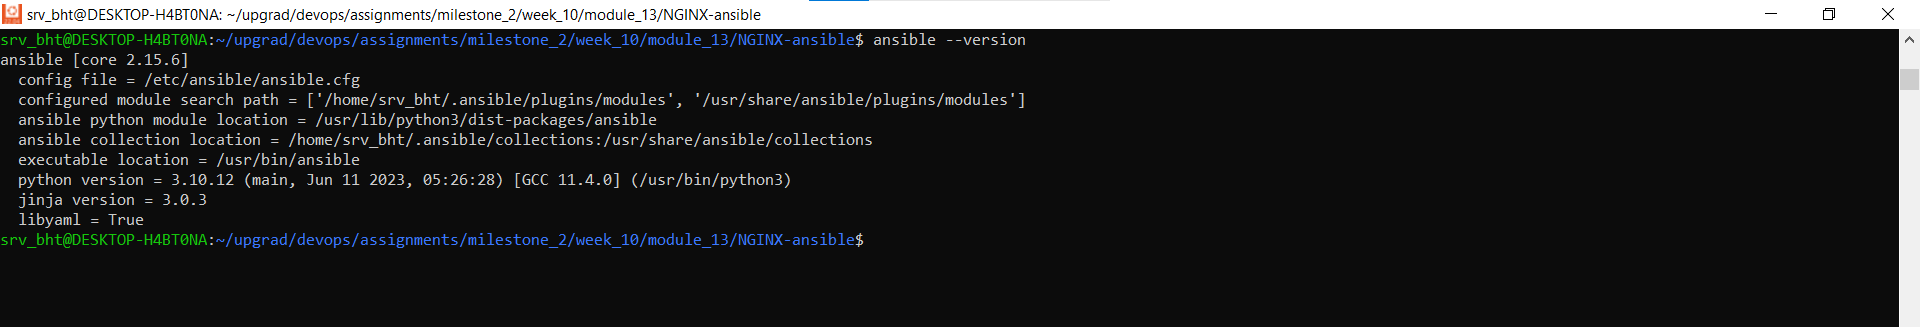 srv_bht@DESKTOP-H4BT0NA: ~/upgrad/devops/assignments/milestone_2/week_10/module_13/NGINX-ansible
srv_bht@DESKTOP-H4BT0NA:~/upgrad/devops/assignments/milestone_2/week_10/module_13/NGINX-ansible$ ansible --version
ansible [core 2.15.6]
  config file = /etc/ansible/ansible.cfg
  configured module search path = ['/home/srv_bht/.ansible/plugins/modules', '/usr/share/ansible/plugins/modules']
  ansible python module location = /usr/lib/python3/dist-packages/ansible
  ansible collection location = /home/srv_bht/.ansible/collections:/usr/share/ansible/collections
  executable location = /usr/bin/ansible
  python version = 3.10.12 (main, Jun 11 2023, 05:26:28) [GCC 11.4.0] (/usr/bin/python3)
  jinja version = 3.0.3
  libyaml = True
srv_bht@DESKTOP-H4BT0NA:~/upgrad/devops/assignments/milestone_2/week_10/module_13/NGINX-ansible$